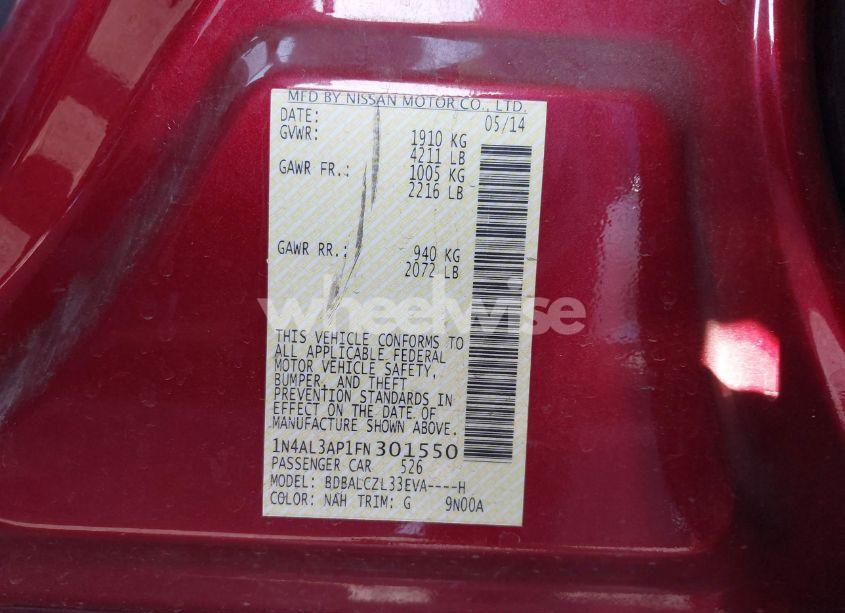 MFD BY NISSAN MOTOR CO., LTD.
DATE: 05/14
GVWR: 1910 KG
4211 LB
GAWR FR.: 1005 KG
2216 LB
GAWR RR.: 940 KG
2072 LB
wheelwise
THIS VEHICLE CONFORMS TO
ALL APPLICABLE FEDERAL
MOTOR VEHICLE SAFETY,
BUMPER, AND THEFT
PREVENTION STANDARDS IN
EFFECT ON THE DATE OF
MANUFACTURE SHOWN ABOVE.
1N4AL3AP1FN301550
PASSENGER CAR 526
MODEL: BDBALCZL33EVA----H
COLOR: NAH TRIM: G 9N00A